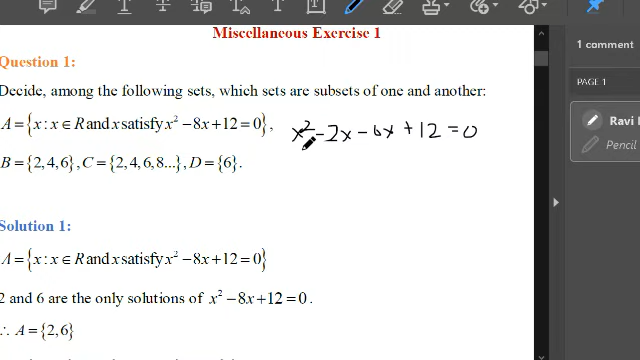 Miscellaneous Exercise 1
1 comment
Question 1:
PAGE 1
Decide, among the following sets, which sets are subsets of one and another:
A = {x : x ∈ R and x satisfy x² − 8x + 12 = 0},
x² − 2x − 6x + 12 = 0
Ravi
Pencil
B = {2, 4, 6}, C = {2, 4, 6, 8...}, D = {6}.
Solution 1:
A = {x : x ∈ R and x satisfy x² − 8x + 12 = 0}
2 and 6 are the only solutions of x² − 8x + 12 = 0.
∴ A = {2, 6}